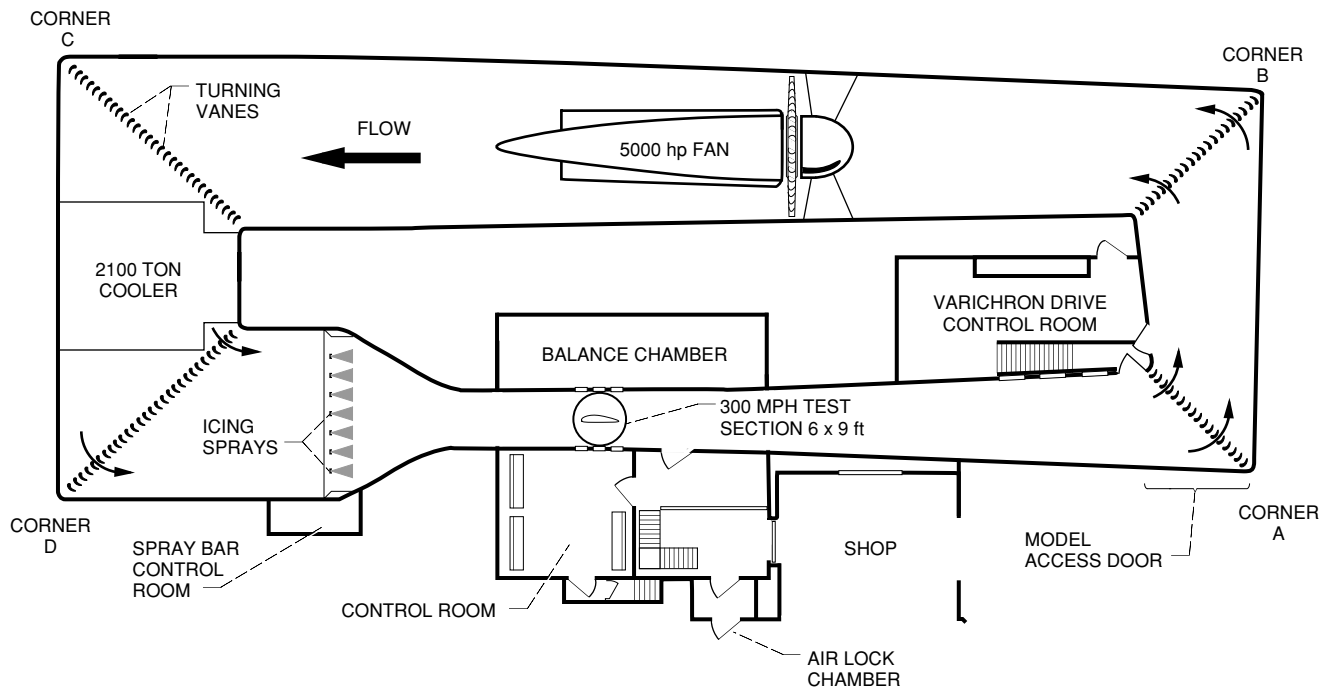 CORNER
C
CORNER
B
TURNING
VANES
FLOW
5000 hp FAN
2100 TON
COOLER
VARICHRON DRIVE
CONTROL ROOM
BALANCE CHAMBER
300 MPH TEST
SECTION 6 x 9 ft
ICING
SPRAYS
CORNER
D
CORNER
A
SPRAY BAR
CONTROL
ROOM
CONTROL ROOM
SHOP
MODEL
ACCESS DOOR
AIR LOCK
CHAMBER